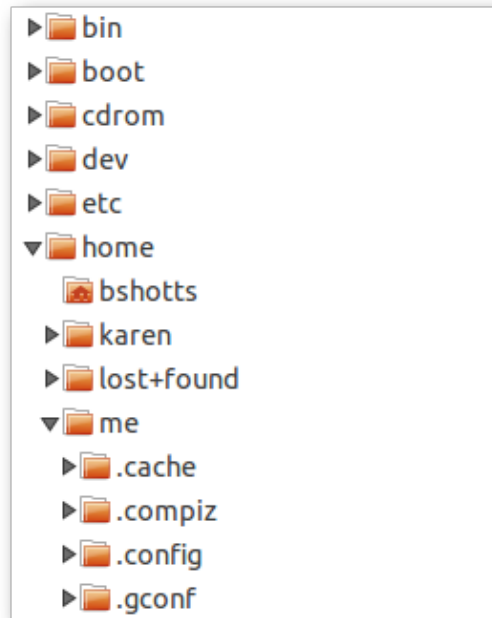 bin
boot
cdrom
dev
etc
home
bshotts
karen
lost+found
me
.cache
.compiz
.config
.gconf